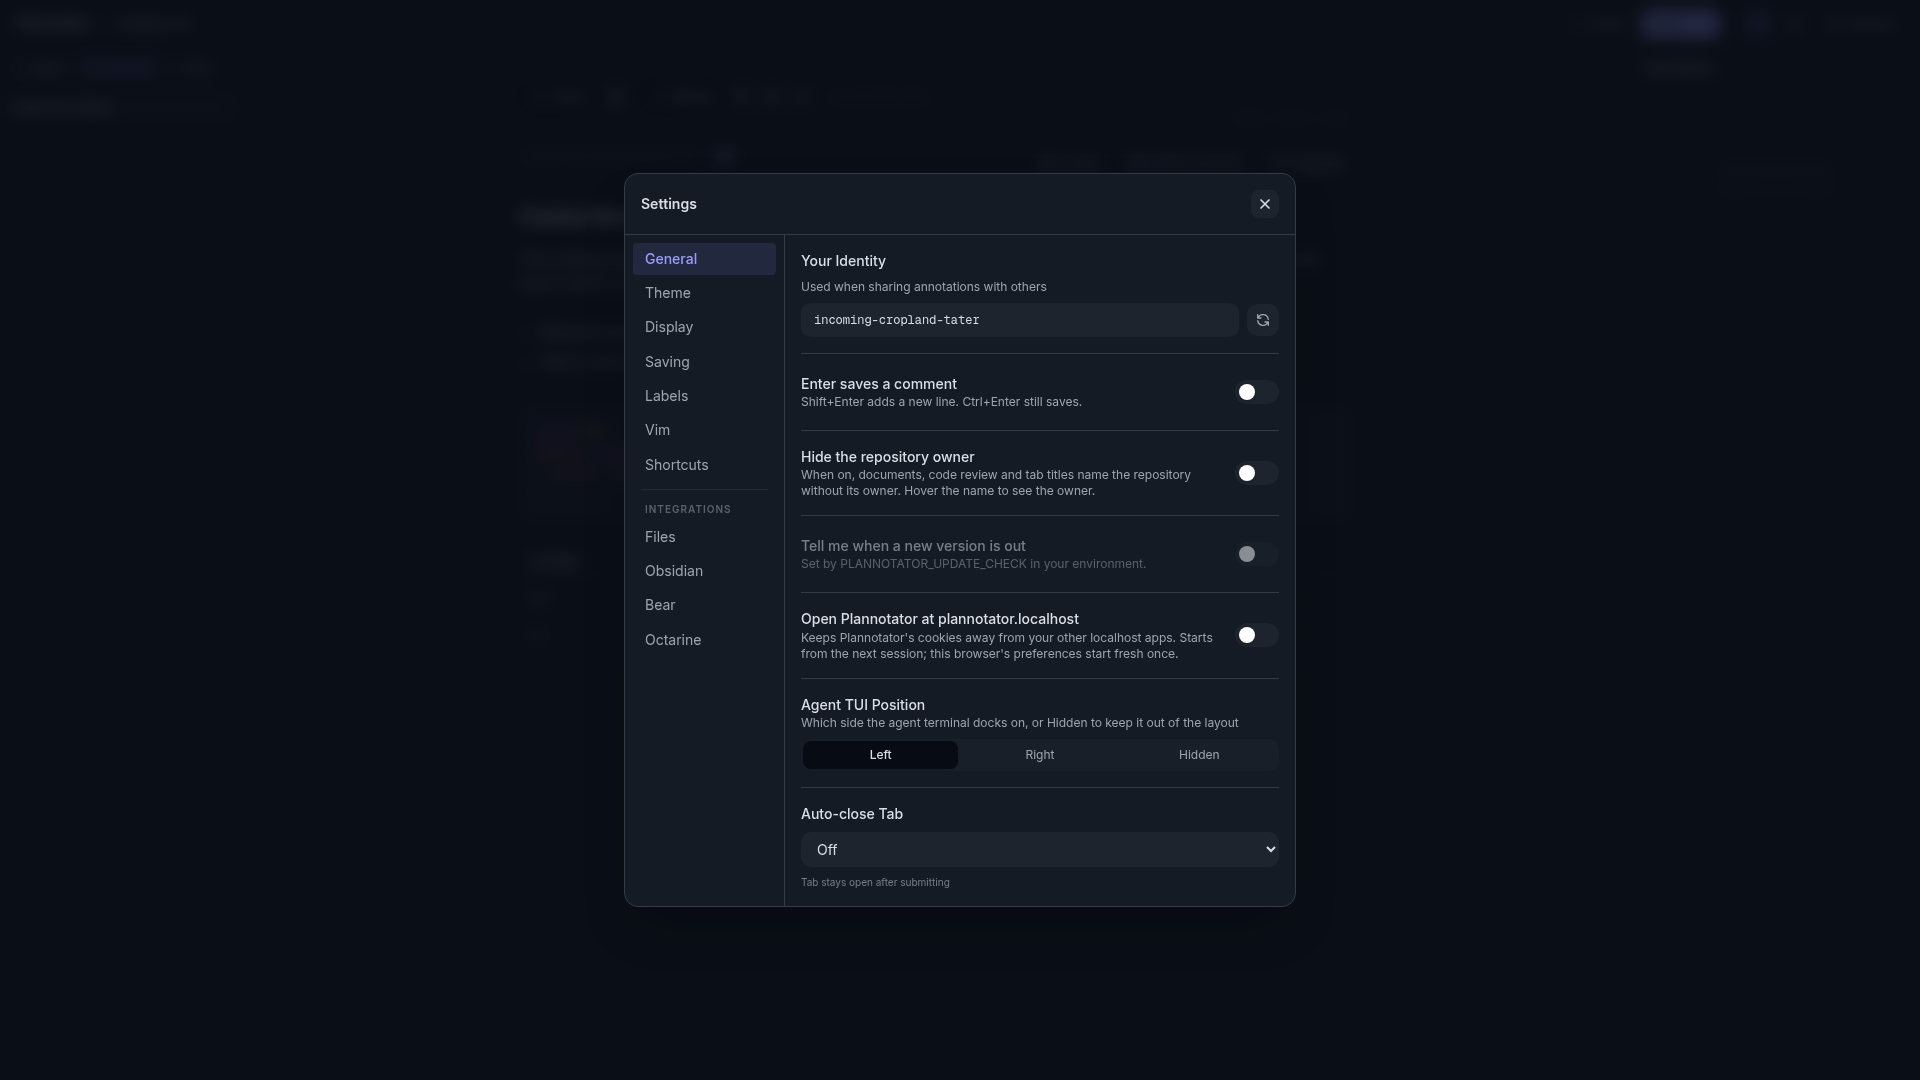 Settings
General
Theme
Display
Saving
Labels
Vim
Shortcuts
INTEGRATIONS
Files
Obsidian
Bear
Octarine
Your Identity
Used when sharing annotations with others
incoming-cropland-tater
Enter saves a comment
Shift+Enter adds a new line. Ctrl+Enter still saves.
Hide the repository owner
When on, documents, code review and tab titles name the repository
without its owner. Hover the name to see the owner.
Tell me when a new version is out
Set by PLANNOTATOR_UPDATE_CHECK in your environment.
Open Plannotator at plannotator.localhost
Keeps Plannotator's cookies away from your other localhost apps. Starts
from the next session; this browser's preferences start fresh once.
Agent TUI Position
Which side the agent terminal docks on, or Hidden to keep it out of the layout
Left
Right
Hidden
Auto-close Tab
Off
Tab stays open after submitting